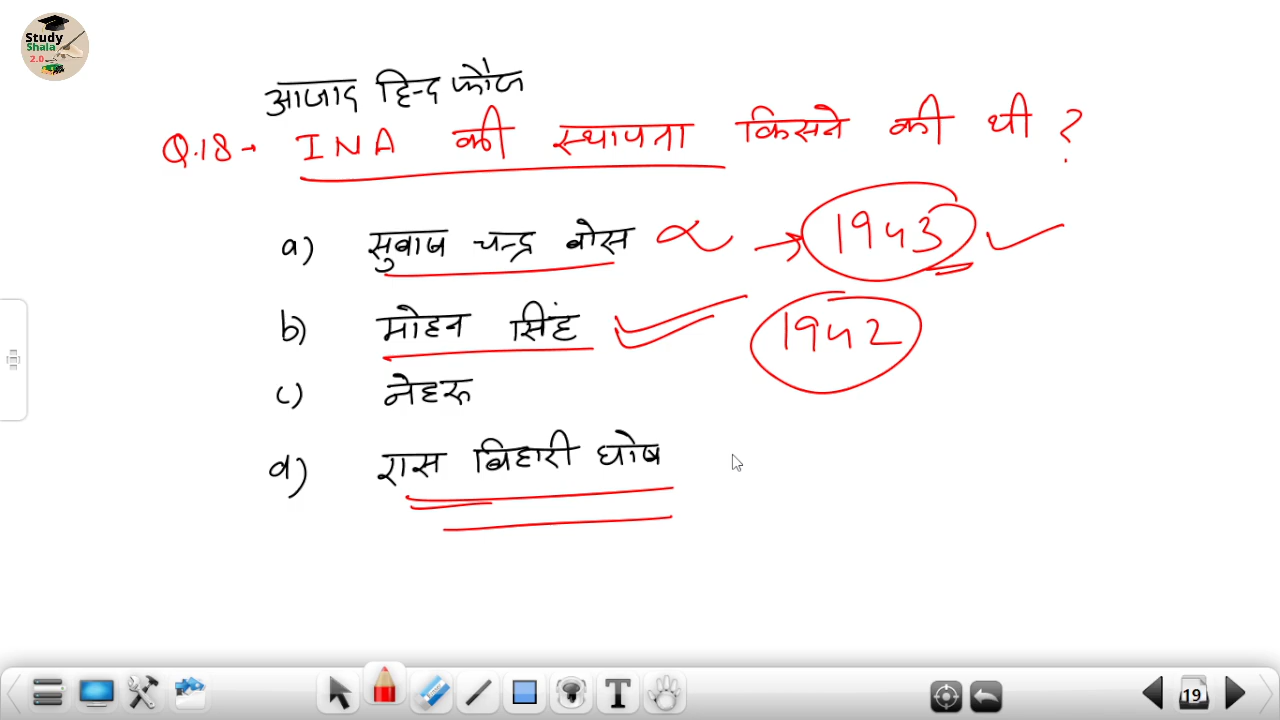 Study
Shala
2.0
आजाद हिन्द फौज
Q.18→ INA की स्थापना किसने की थी ?
a) सुबाष चन्द्र बोस → 1943
b) मोहन सिंह 1942
c) नेहरू
d) रास बिहारी घोष
19